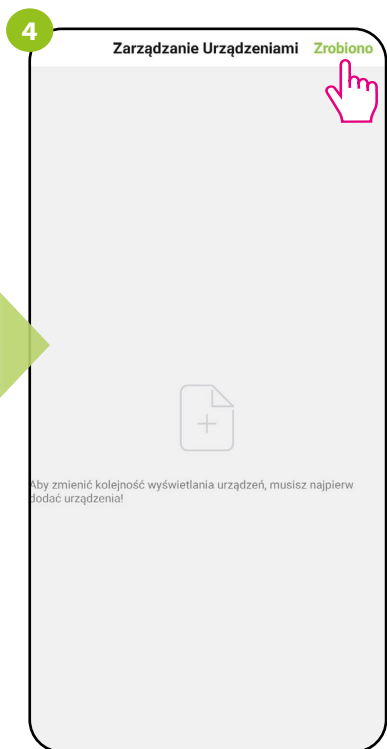 4
Zarządzanie Urządzeniami Zrobiono
Aby zmienić kolejność wyświetlania urządzeń, musisz najpierw
dodać urządzenia!